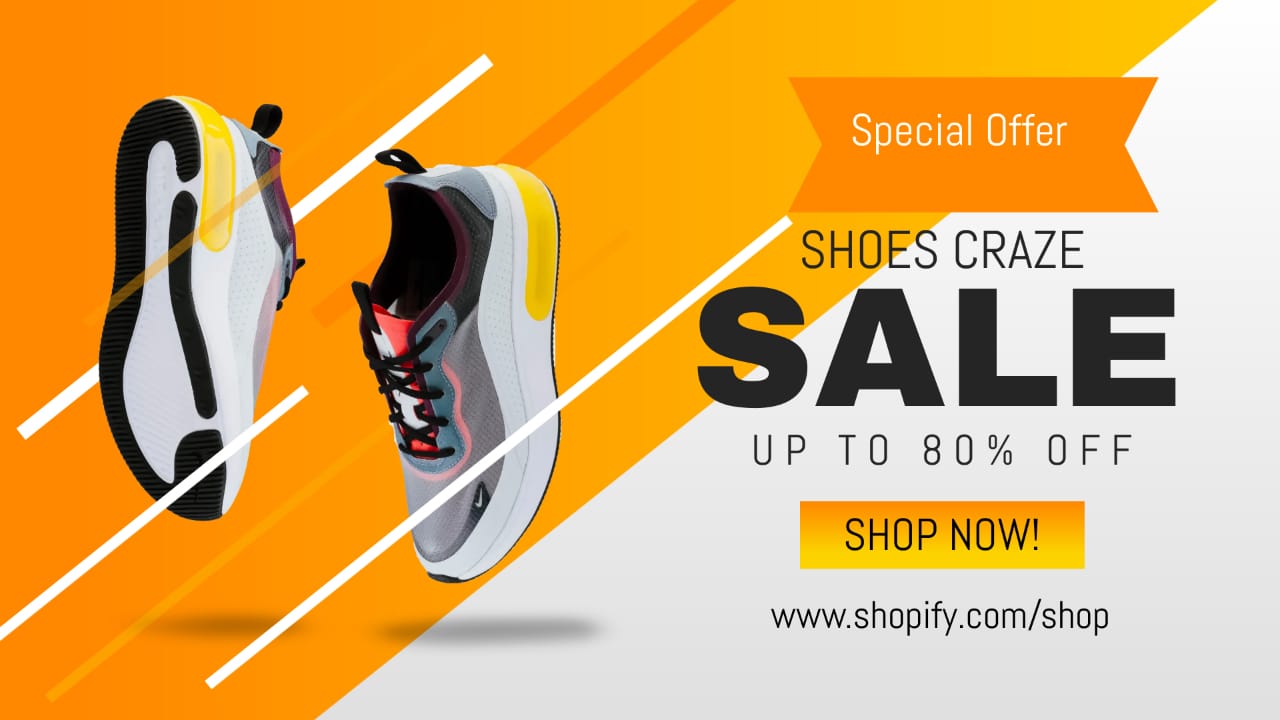 Special Offer
SHOES CRAZE
SALE
UP TO 80% OFF
SHOP NOW!
www.shopify.com/shop